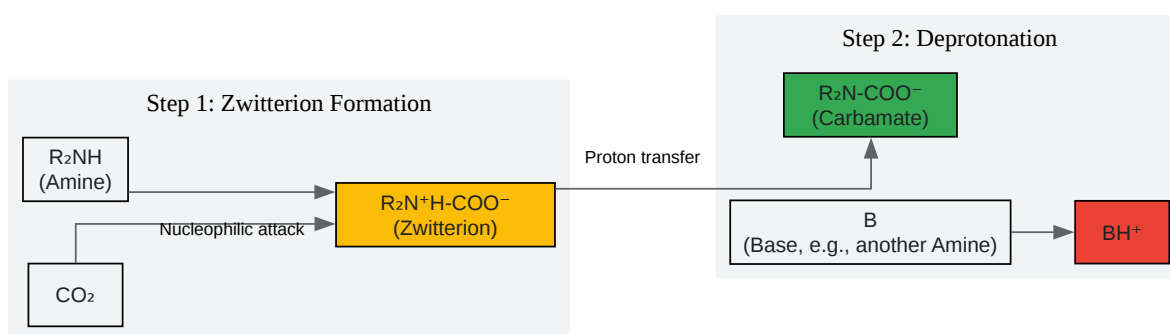 Step 1: Zwitterion Formation
R₂NH
(Amine)
Nucleophilic attack
CO₂
R₂N⁺H-COO⁻
(Zwitterion)
Proton transfer
Step 2: Deprotonation
R₂N-COO⁻
(Carbamate)
B
(Base, e.g., another Amine)
BH⁺